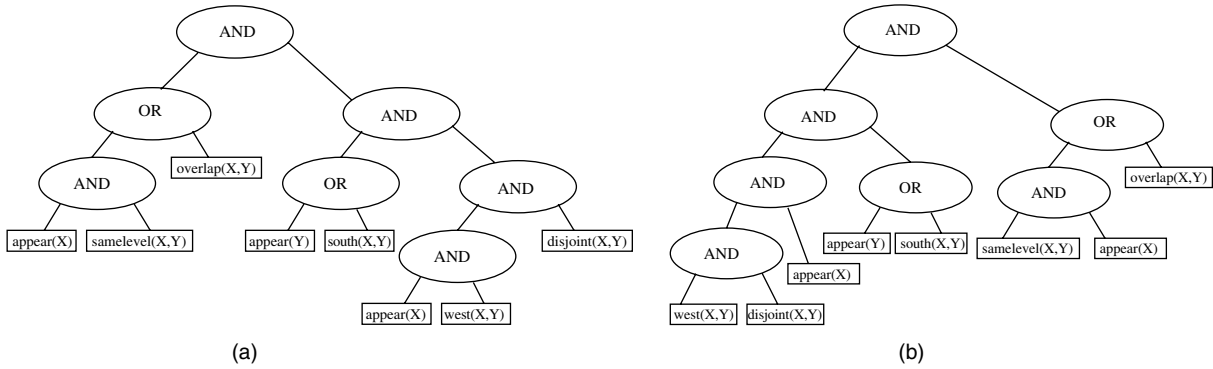 AND
OR
AND
AND
overlap(X,Y)
OR
AND
appear(X)
samelevel(X,Y)
appear(Y)
south(X,Y)
AND
disjoint(X,Y)
appear(X)
west(X,Y)
(a)
AND
AND
OR
AND
OR
AND
overlap(X,Y)
AND
appear(X)
appear(Y)
south(X,Y)
samelevel(X,Y)
appear(X)
west(X,Y)
disjoint(X,Y)
(b)